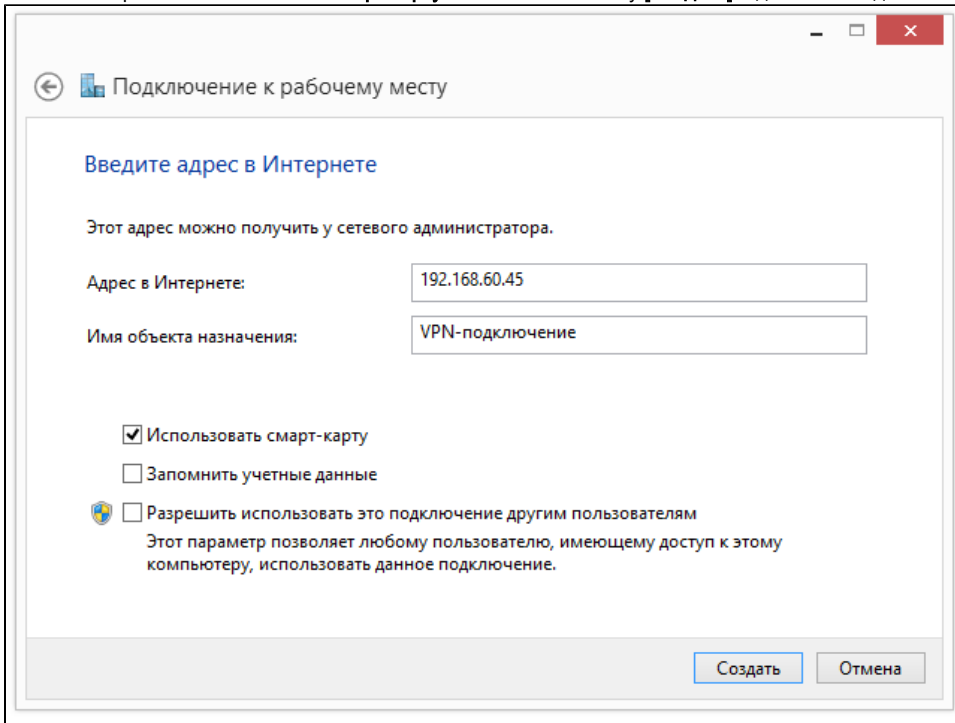 Подключение к рабочему месту
Введите адрес в Интернете
Этот адрес можно получить у сетевого администратора.
Адрес в Интернете: 192.168.60.45
Имя объекта назначения: VPN-подключение
Использовать смарт-карту
Запомнить учетные данные
Разрешить использовать это подключение другим пользователям
Этот параметр позволяет любому пользователю, имеющему доступ к этому
компьютеру, использовать данное подключение.
Создать Отмена